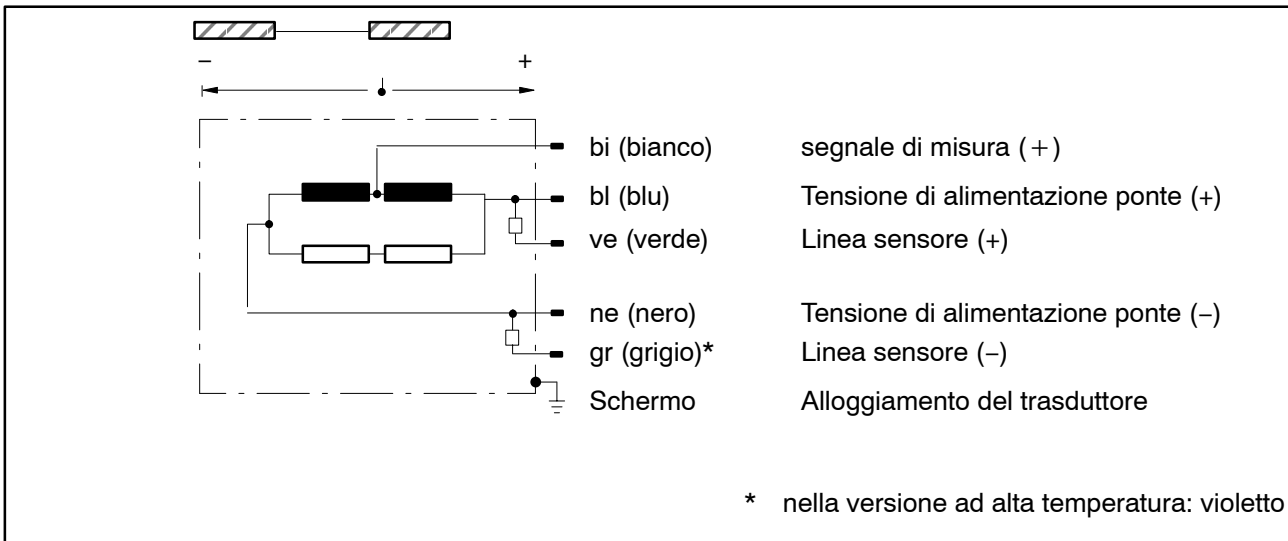 – +
bi (bianco) segnale di misura (+)
bl (blu) Tensione di alimentazione ponte (+)
ve (verde) Linea sensore (+)
ne (nero) Tensione di alimentazione ponte (–)
gr (grigio)* Linea sensore (–)
Schermo Alloggiamento del trasduttore
* nella versione ad alta temperatura: violetto